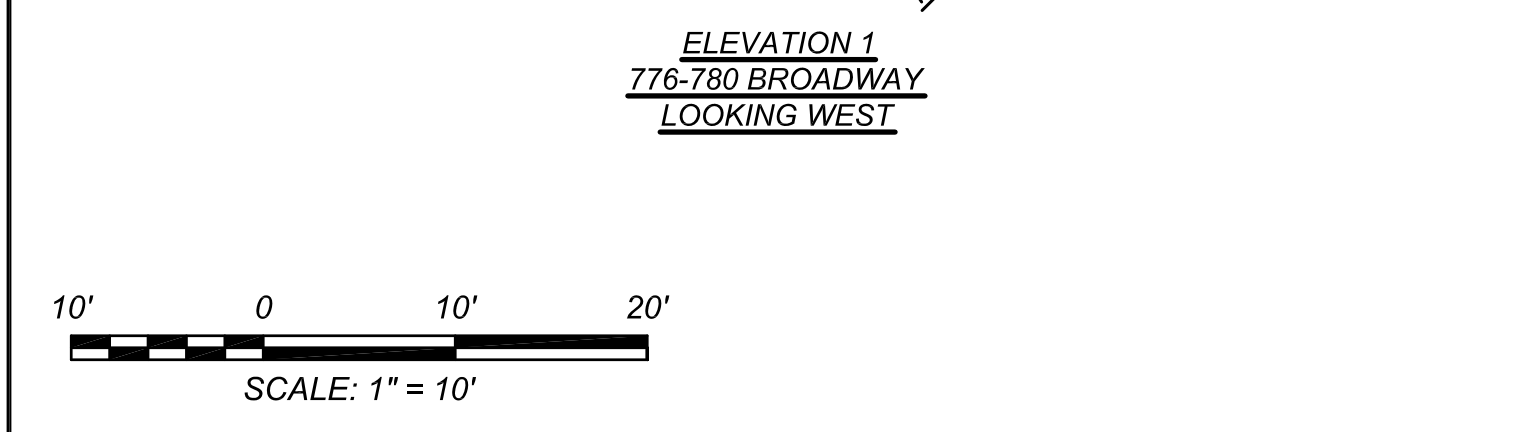 ELEVATION 1
776-780 BROADWAY
LOOKING WEST
10' 0 10' 20'
SCALE: 1" = 10'